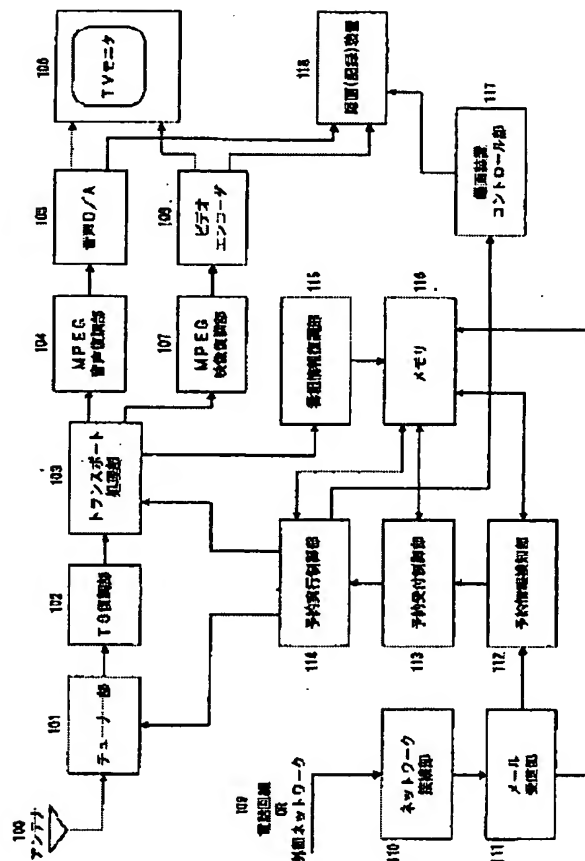 100
アンテナ
101
チューナー部
102
復調部
103
トランスポート
処理部
104
MPEG
音声復調部
105
音声D/A
106
TVモニタ
107
MPEG
映像復調部
108
ビデオ
エンコーダ
118
録画(記録)装置
117
録画装置
コントロール部
115
番組情報復調部
116
メモリ
114
予約実行制御部
113
予約受付制御部
112
予約情報検知部
109
電話回線
OR
外部ネットワーク
110
ネットワーク
接続部
111
メール
受信部